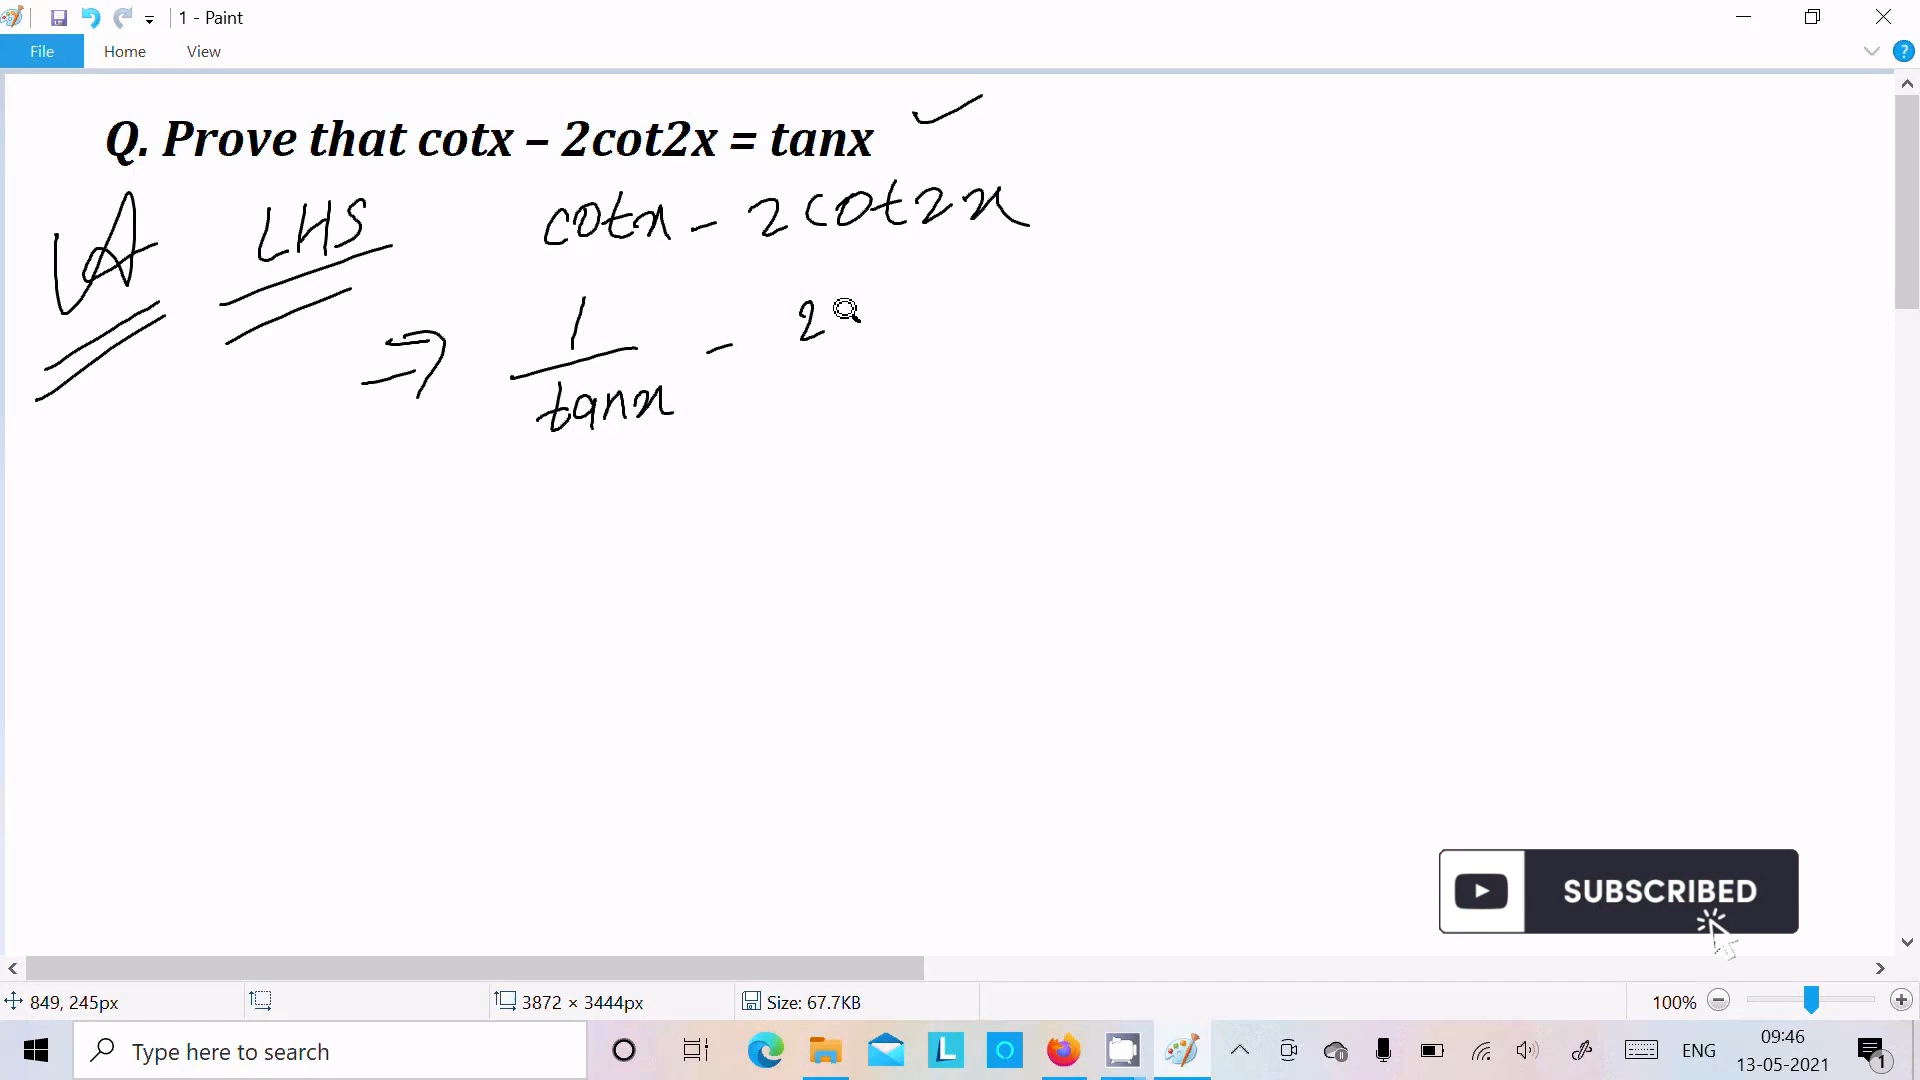 1 - Paint
File Home View
Q. Prove that cotx – 2cot2x = tanx
LHS cotx - 2cot2x
⇒ 1 - 2
tanx
SUBSCRIBED
849, 245px 3872 × 3444px Size: 67.7KB 100%
Type here to search L ENG 09:46
13-05-2021
1